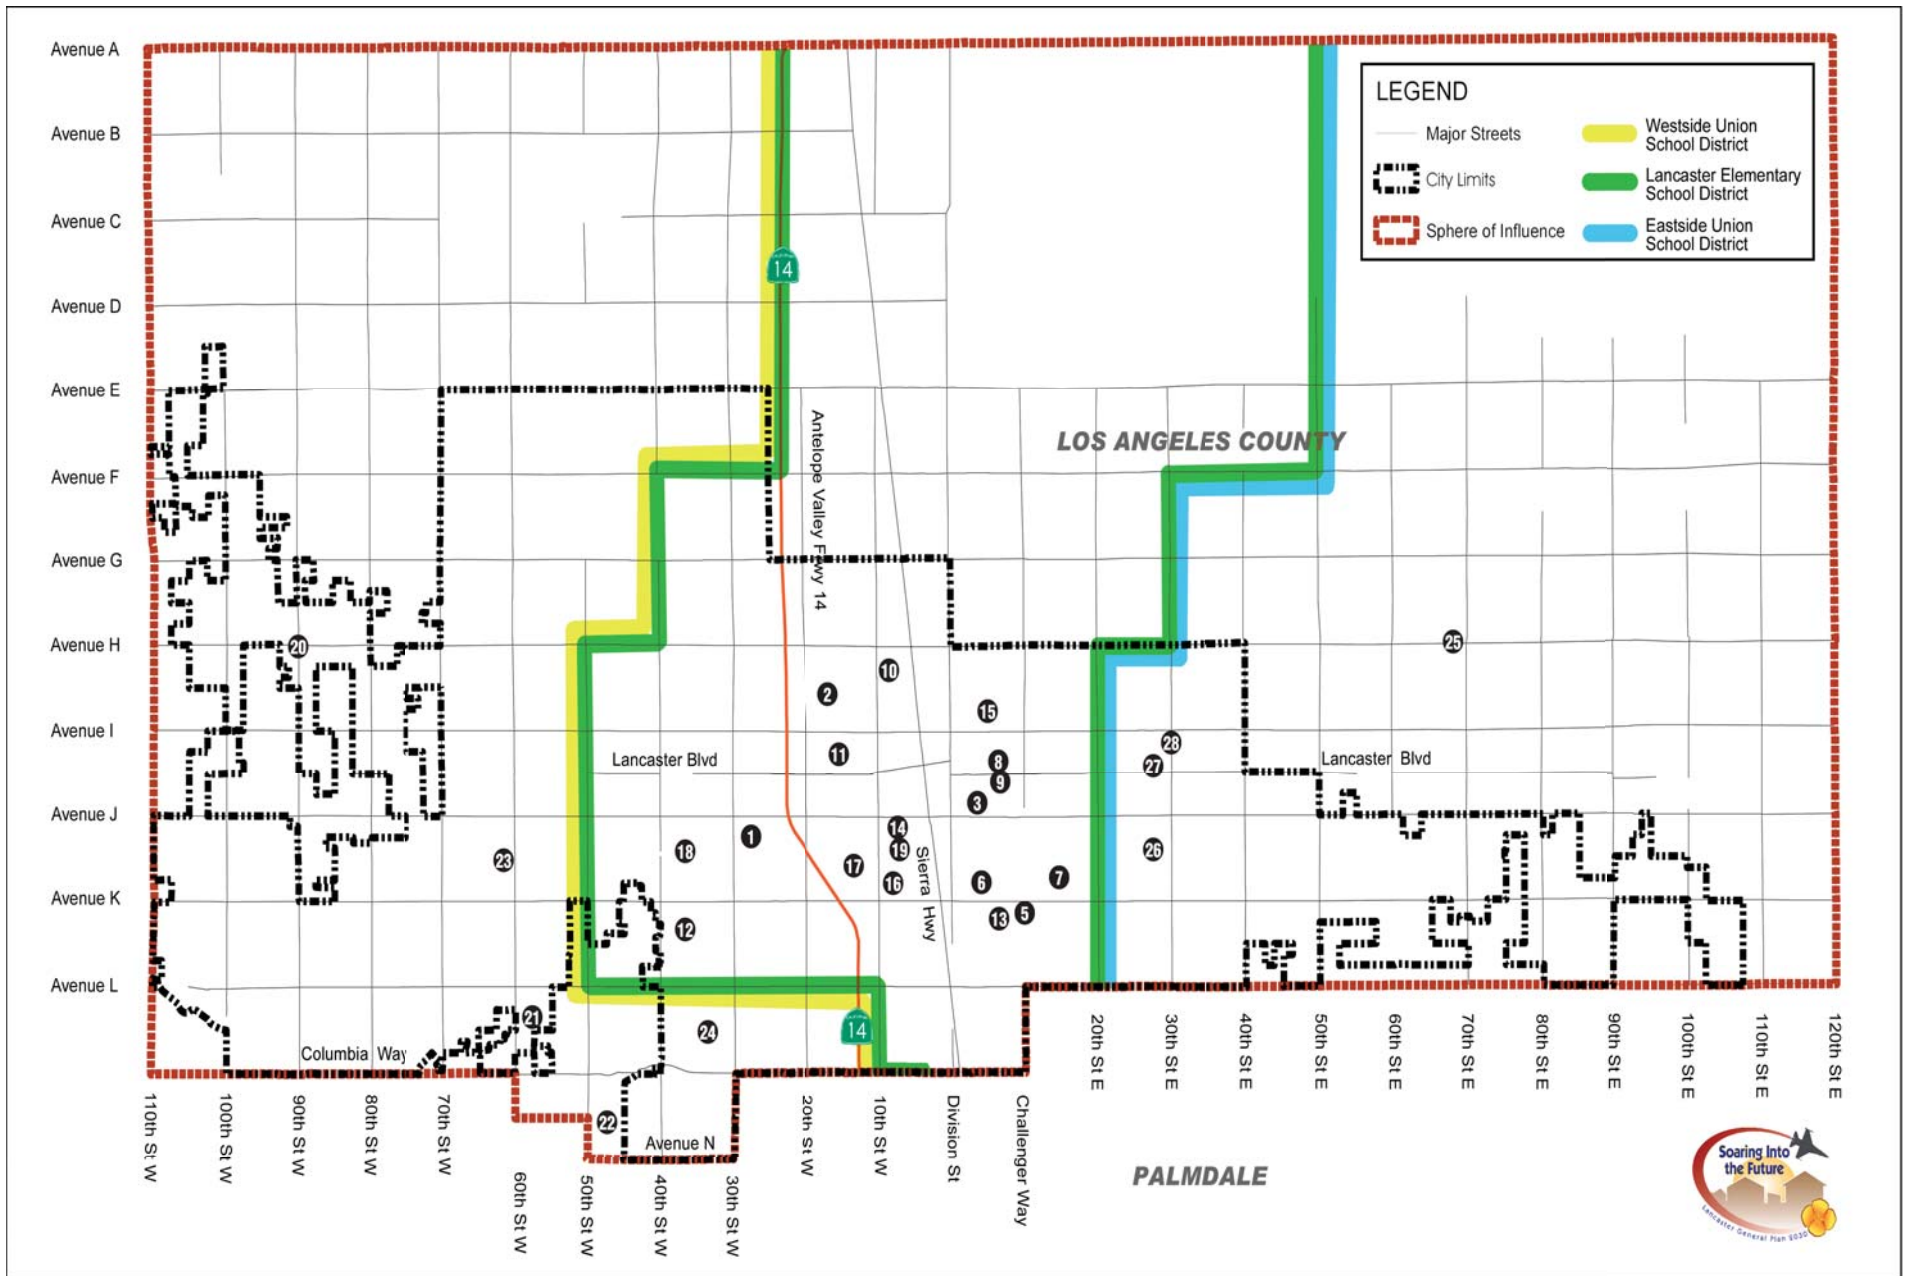 Avenue A
Avenue B
Avenue C
Avenue D
Avenue E
Avenue F
Avenue G
Avenue H
Avenue I
Avenue J
Avenue K
Avenue L
LEGEND
Major Streets
City Limits
Sphere of Influence
Westside Union
School District
Lancaster Elementary
School District
Eastside Union
School District
14
Antelope Valley Frwy 14
LOS ANGELES COUNTY
20
10
2
15
25
Lancaster Blvd
11
8
9
3
28
27
Lancaster Blvd
1
14
18
19
17
16
23
Sierra Hwy
6
7
26
12
13
5
21
24
14
Columbia Way
22
Avenue N
110th St W
100th St W
90th St W
80th St W
70th St W
60th St W
50th St W
40th St W
30th St W
20th St W
10th St W
Division St
Challenger Way
20th St E
30th St E
40th St E
50th St E
60th St E
70th St E
80th St E
90th St E
100th St E
110th St E
120th St E
PALMDALE
Soaring Into
the Future
Lancaster General Plan 2030